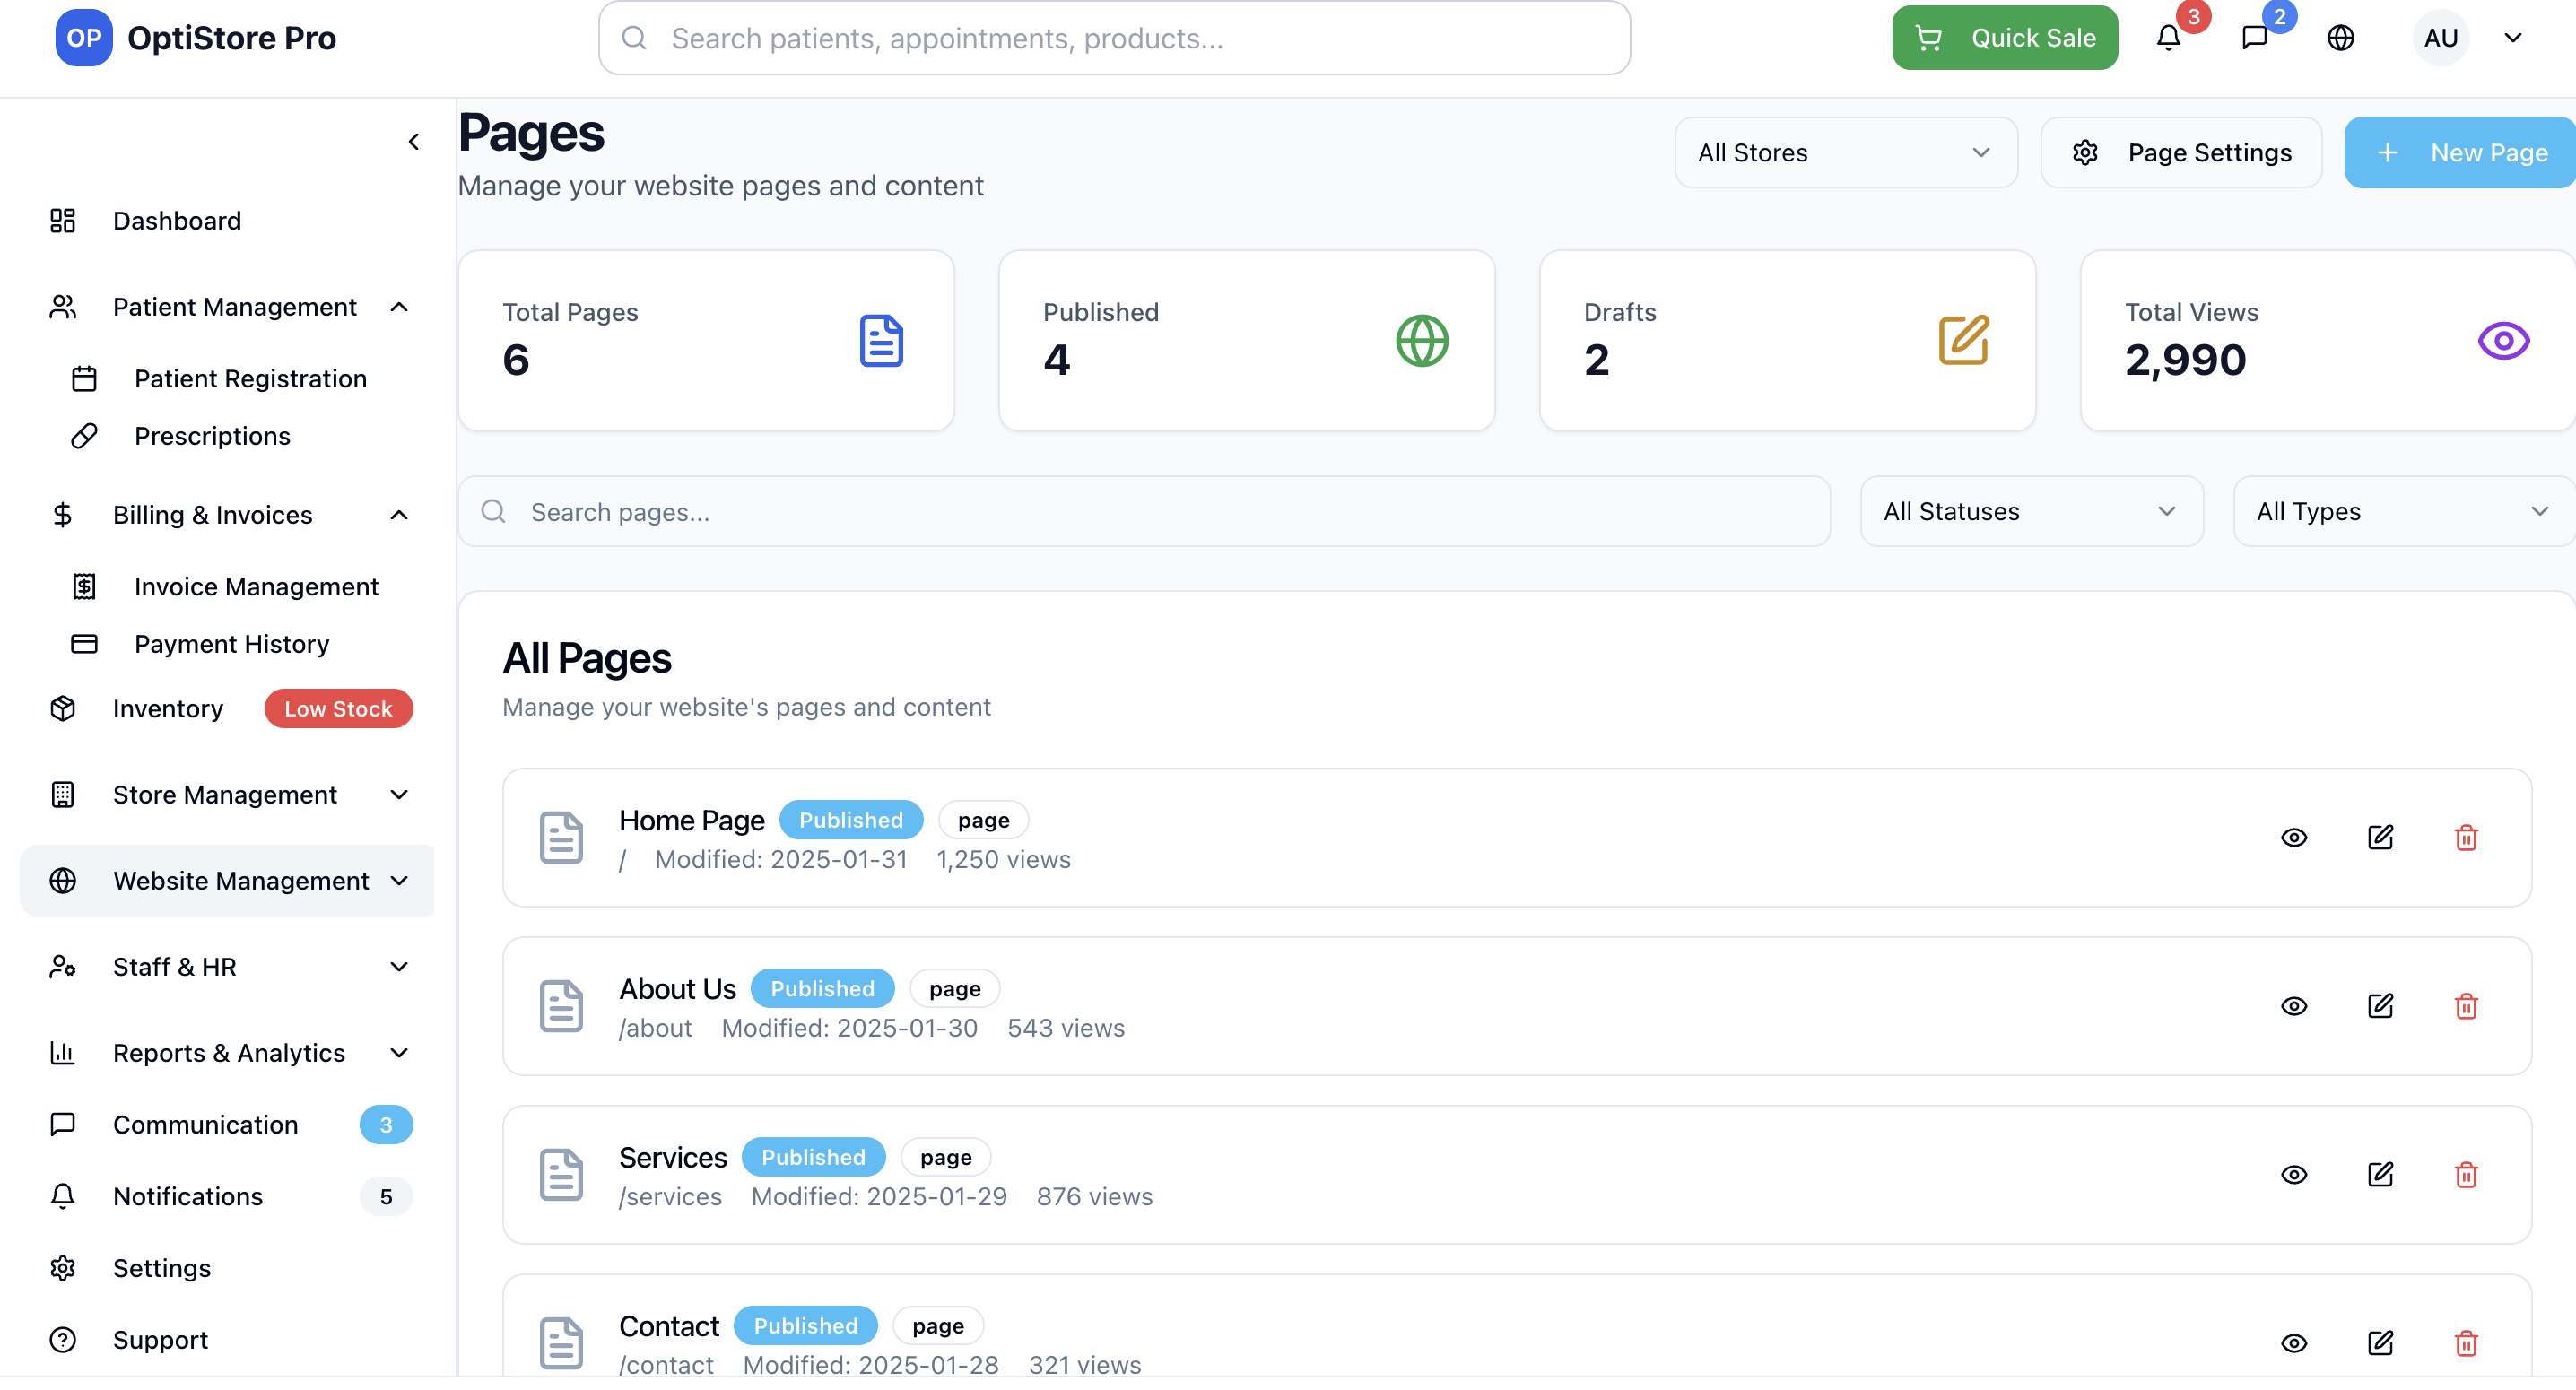 OP OptiStore Pro
Search patients, appointments, products...
Quick Sale
3
2
AU
Dashboard
Patient Management
Patient Registration
Prescriptions
Billing & Invoices
Invoice Management
Payment History
Inventory Low Stock
Store Management
Website Management
Staff & HR
Reports & Analytics
Communication 3
Notifications 5
Settings
Support
Pages
Manage your website pages and content
All Stores
Page Settings
New Page
Total Pages
6
Published
4
Drafts
2
Total Views
2,990
Search pages...
All Statuses
All Types
All Pages
Manage your website's pages and content
Home Page Published page
/ Modified: 2025-01-31 1,250 views
About Us Published page
/about Modified: 2025-01-30 543 views
Services Published page
/services Modified: 2025-01-29 876 views
Contact Published page
/contact Modified: 2025-01-28 321 views